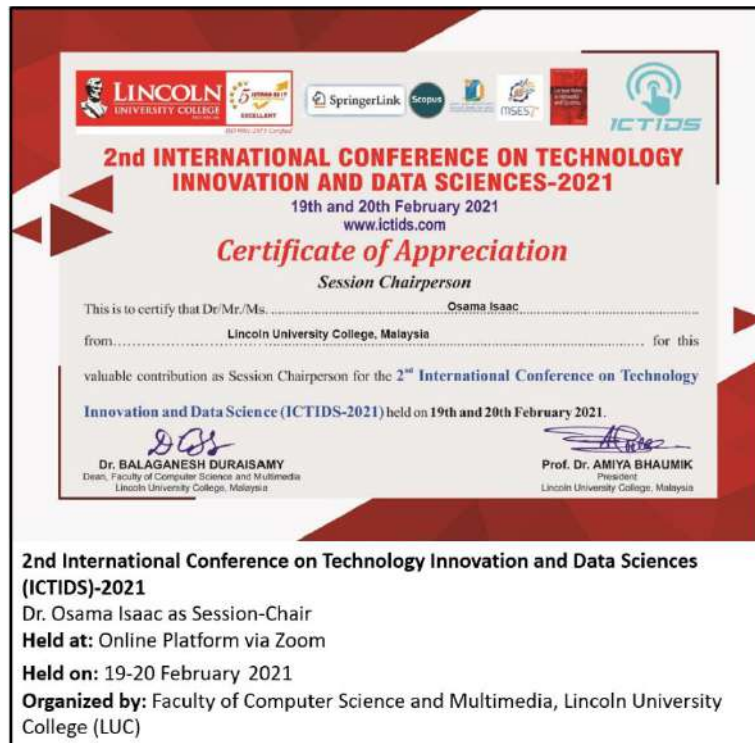 LINCOLN
UNIVERSITY COLLEGE
5
EXCELLENT
SpringerLink
Scopus
MSES
ICTIDS
2nd INTERNATIONAL CONFERENCE ON TECHNOLOGY
INNOVATION AND DATA SCIENCES-2021
19th and 20th February 2021
www.ictids.com
Certificate of Appreciation
Session Chairperson
This is to certify that Dr/Mr./Ms. Osama Isaac
from Lincoln University College, Malaysia for this
valuable contribution as Session Chairperson for the 2nd International Conference on Technology
Innovation and Data Science (ICTIDS-2021) held on 19th and 20th February 2021.
Dr. BALAGANESH DURAISAMY
Dean, Faculty of Computer Science and Multimedia
Lincoln University College, Malaysia
Prof. Dr. AMIYA BHAUMIK
President
Lincoln University College, Malaysia
2nd International Conference on Technology Innovation and Data Sciences
(ICTIDS)-2021
Dr. Osama Isaac as Session-Chair
Held at: Online Platform via Zoom
Held on: 19-20 February 2021
Organized by: Faculty of Computer Science and Multimedia, Lincoln University
College (LUC)